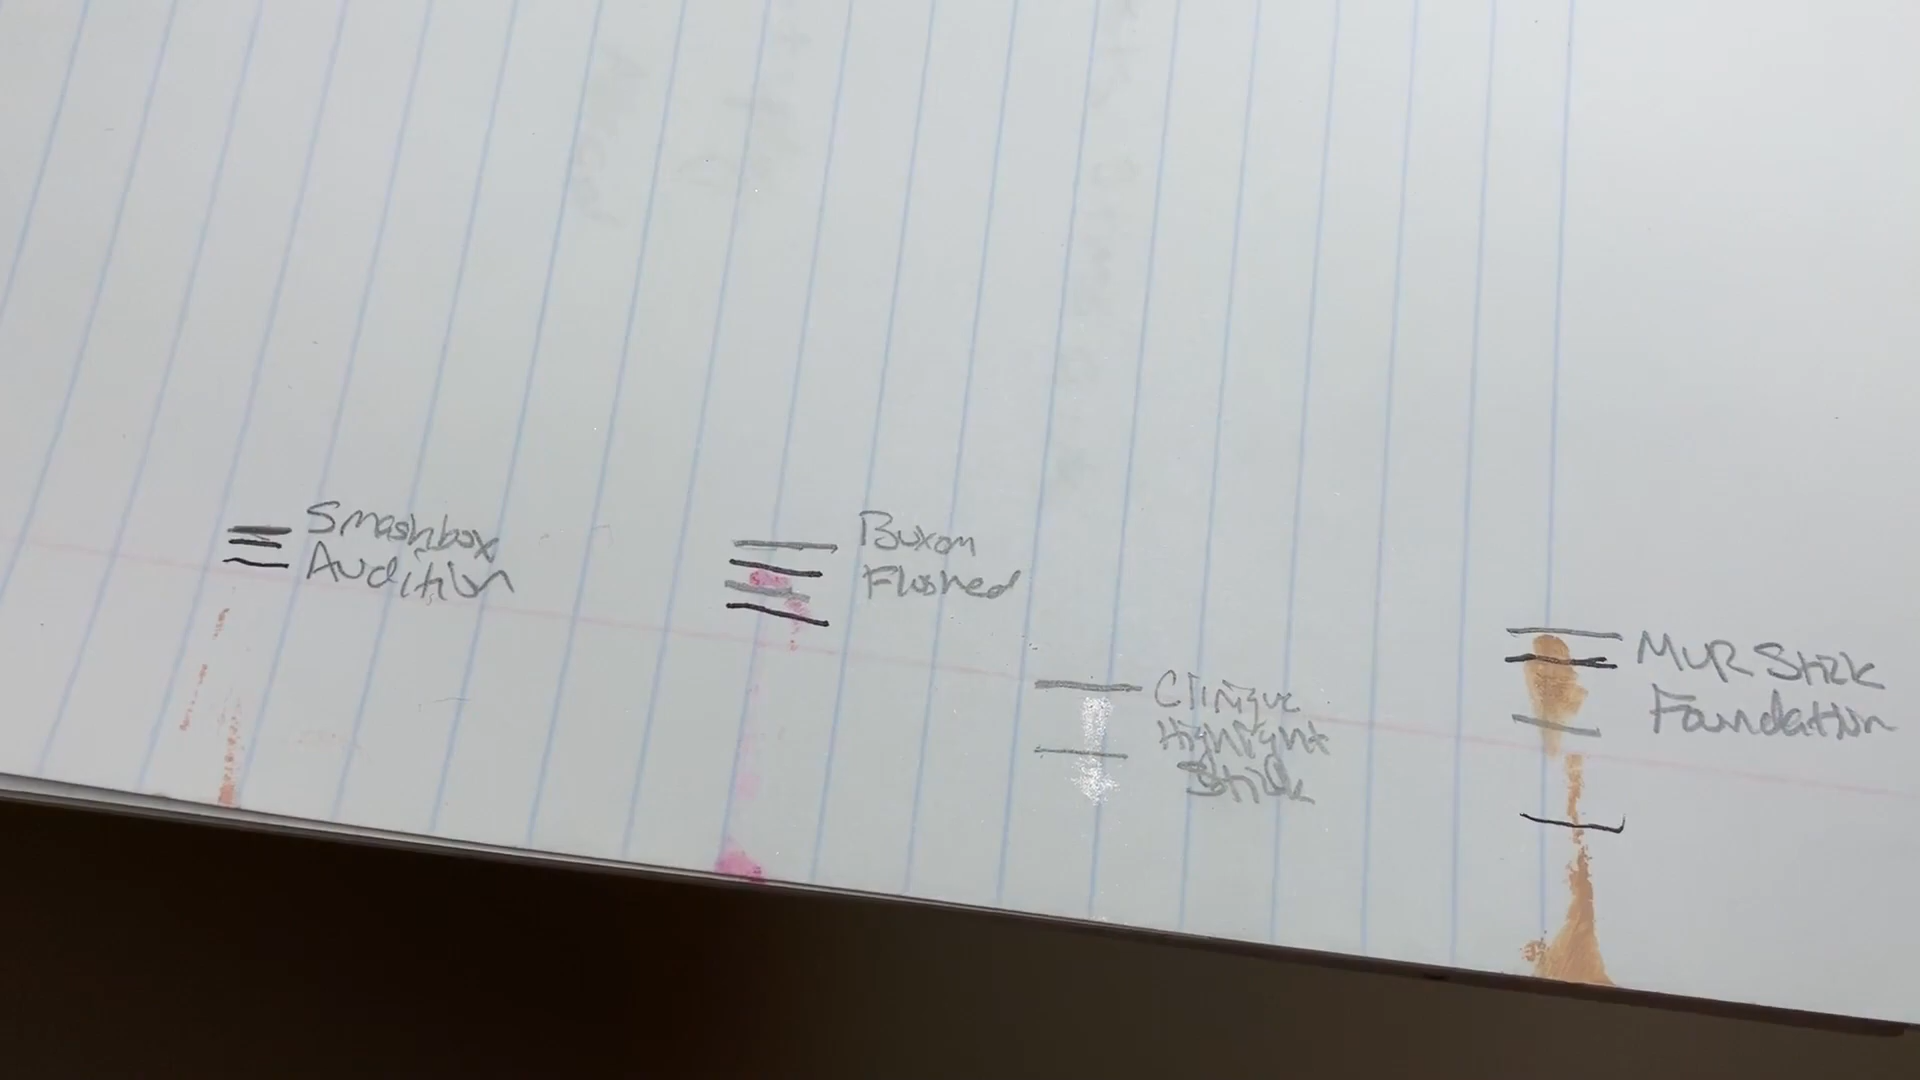 Smashbox
Audition
Buxom
Flushed
Clinique
Highlight
Stick
MUR Stick
Foundation